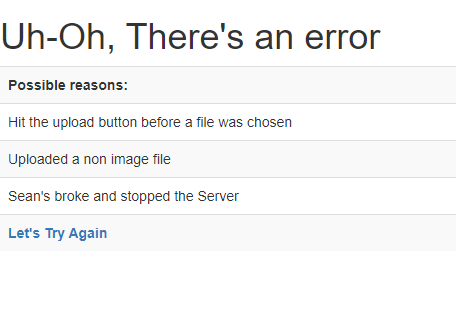 Uh-Oh, There's an error
Possible reasons:
Hit the upload button before a file was chosen
Uploaded a non image file
Sean's broke and stopped the Server
Let's Try Again